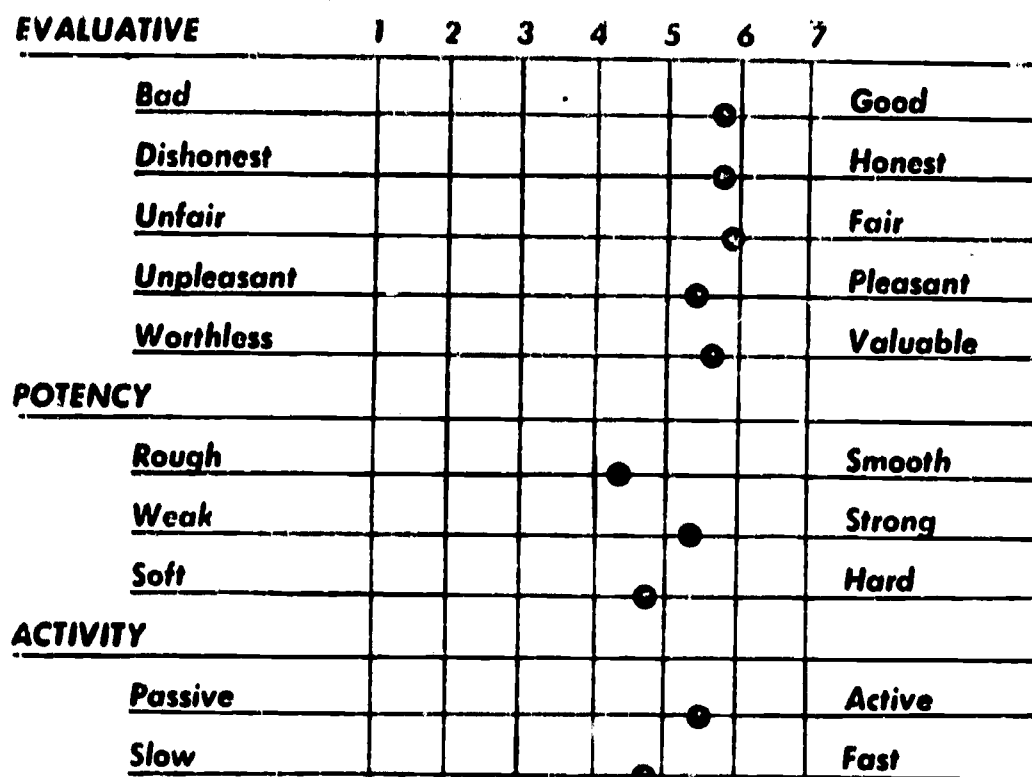 EVALUATIVE 1 2 3 4 5 6 7
Bad Good
Dishonest Honest
Unfair Fair
Unpleasant Pleasant
Worthless Valuable
POTENCY
Rough Smooth
Weak Strong
Soft Hard
ACTIVITY
Passive Active
Slow Fast